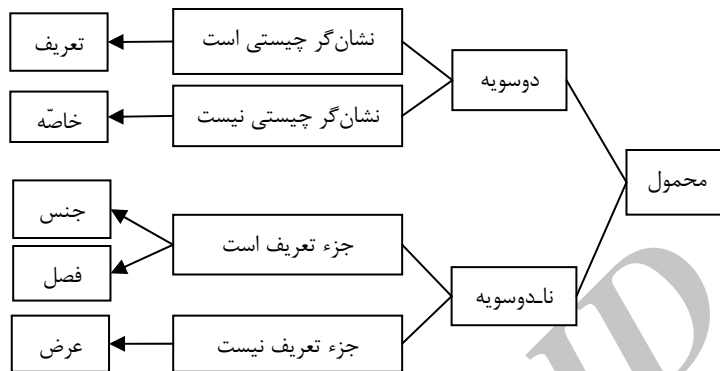 محمول
دوسویه
نشان‌گر چیستی است
تعریف
نشان‌گر چیستی نیست
خاصّه
ناـدوسویه
جزء تعریف است
جنس
فصل
جزء تعریف نیست
عرض